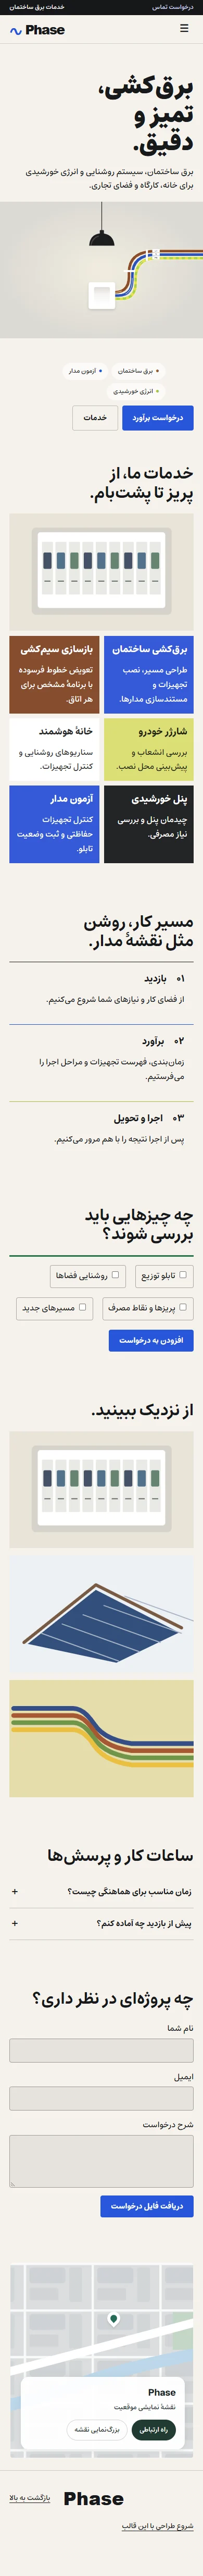 درخواست تماس
خدمات برق ساختمان
Phase
برق‌کشی،
تمیز و
دقیق.
برق ساختمان، سیستم روشنایی و انرژی خورشیدی
برای خانه، کارگاه و فضای تجاری.
برق ساختمان
آزمون مدار
انرژی خورشیدی
درخواست برآورد
خدمات
خدمات ما، از
پریز تا پشت‌بام.
برق‌کشی ساختمان
طراحی مسیر، نصب
تجهیزات و
مستندسازی مدارها.
بازسازی سیم‌کشی
تعویض خطوط فرسوده
با برنامهٔ مشخص برای
هر اتاق.
شارژر خودرو
بررسی انشعاب و
پیش‌بینی محل نصب.
خانهٔ هوشمند
سناریوهای روشنایی و
کنترل تجهیزات.
پنل خورشیدی
چیدمان پنل و بررسی
نیاز مصرفی.
آزمون مدار
کنترل تجهیزات
حفاظتی و ثبت وضعیت
تابلو.
مسیر کار، روشن
مثل نقشهٔ مدار.
۰۱ بازدید
از فضای کار و نیازهای شما شروع می‌کنیم.
۰۲ برآورد
زمان‌بندی، فهرست تجهیزات و مراحل اجرا را
می‌فرستیم.
۰۳ اجرا و تحویل
پس از اجرا نتیجه را با هم مرور می‌کنیم.
چه چیزهایی باید
بررسی شوند؟
تابلو توزیع
روشنایی فضاها
پریزها و نقاط مصرف
مسیرهای جدید
افزودن به درخواست
از نزدیک ببینید.
ساعات کار و پرسش‌ها
زمان مناسب برای هماهنگی چیست؟
پیش از بازدید چه آماده کنم؟
چه پروژه‌ای در نظر داری؟
نام شما
ایمیل
شرح درخواست
دریافت فایل درخواست
Phase
نقشهٔ نمایشی موقعیت
راه ارتباطی
بزرگ‌نمایی نقشه
Phase
بازگشت به بالا
شروع طراحی با این قالب